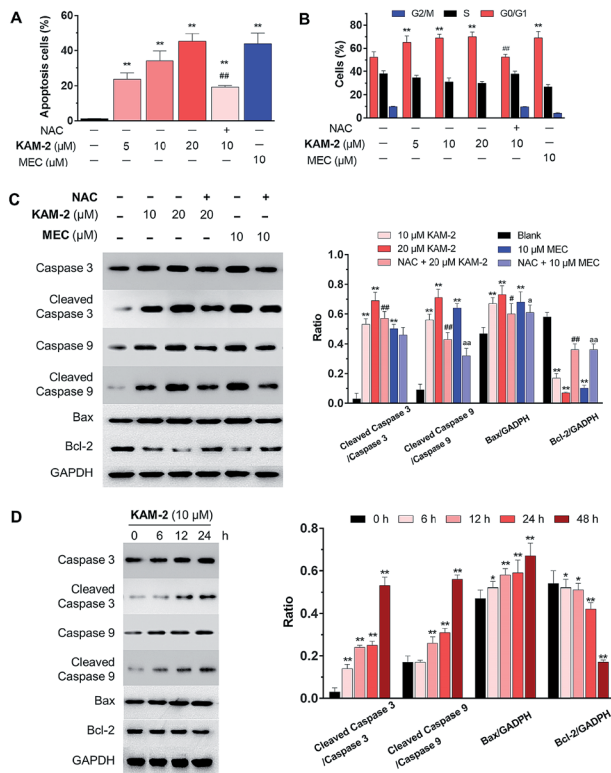 A
Apoptosis cells (%)
60
40
20
0
**
**
**
**
##
**
NAC
– – – – + –
KAM-2 (μM)
– 5 10 20 10 –
MEC (μM)
– – – – – 10
B
G2/M S G0/G1
Cells (%)
100
80
60
40
20
0
**
**
**
##
**
NAC
– – – – + –
KAM-2 (μM)
– 5 10 20 10 –
MEC (μM)
– – – – – 10
C
NAC
– – – + – +
KAM-2 (μM)
– 10 20 20 – –
MEC (μM)
– – – – 10 10
Caspase 3
Cleaved
Caspase 3
Caspase 9
Cleaved
Caspase 9
Bax
Bcl-2
GAPDH
10 μM KAM-2
Blank
20 μM KAM-2
10 μM MEC
NAC + 20 μM KAM-2
NAC + 10 μM MEC
Ratio
1.0
0.8
0.6
0.4
0.2
0.0
** ** ## **
** ** ## ** aa
** ** # ** a
** ** ## ** aa
Cleaved Caspase 3
/Caspase 3
Cleaved Caspase 9
/Caspase 9
Bax/GADPH
Bcl-2/GADPH
D
KAM-2 (10 μM)
0 6 12 24 h
Caspase 3
Cleaved
Caspase 3
Caspase 9
Cleaved
Caspase 9
Bax
Bcl-2
GAPDH
0 h 6 h 12 h 24 h 48 h
Ratio
0.8
0.6
0.4
0.2
0.0
** ** ** **
** ** **
* ** ** **
* * ** **
Cleaved Caspase 3
/Caspase 3
Cleaved Caspase 9
/Caspase 9
Bax/GADPH
Bcl-2/GADPH